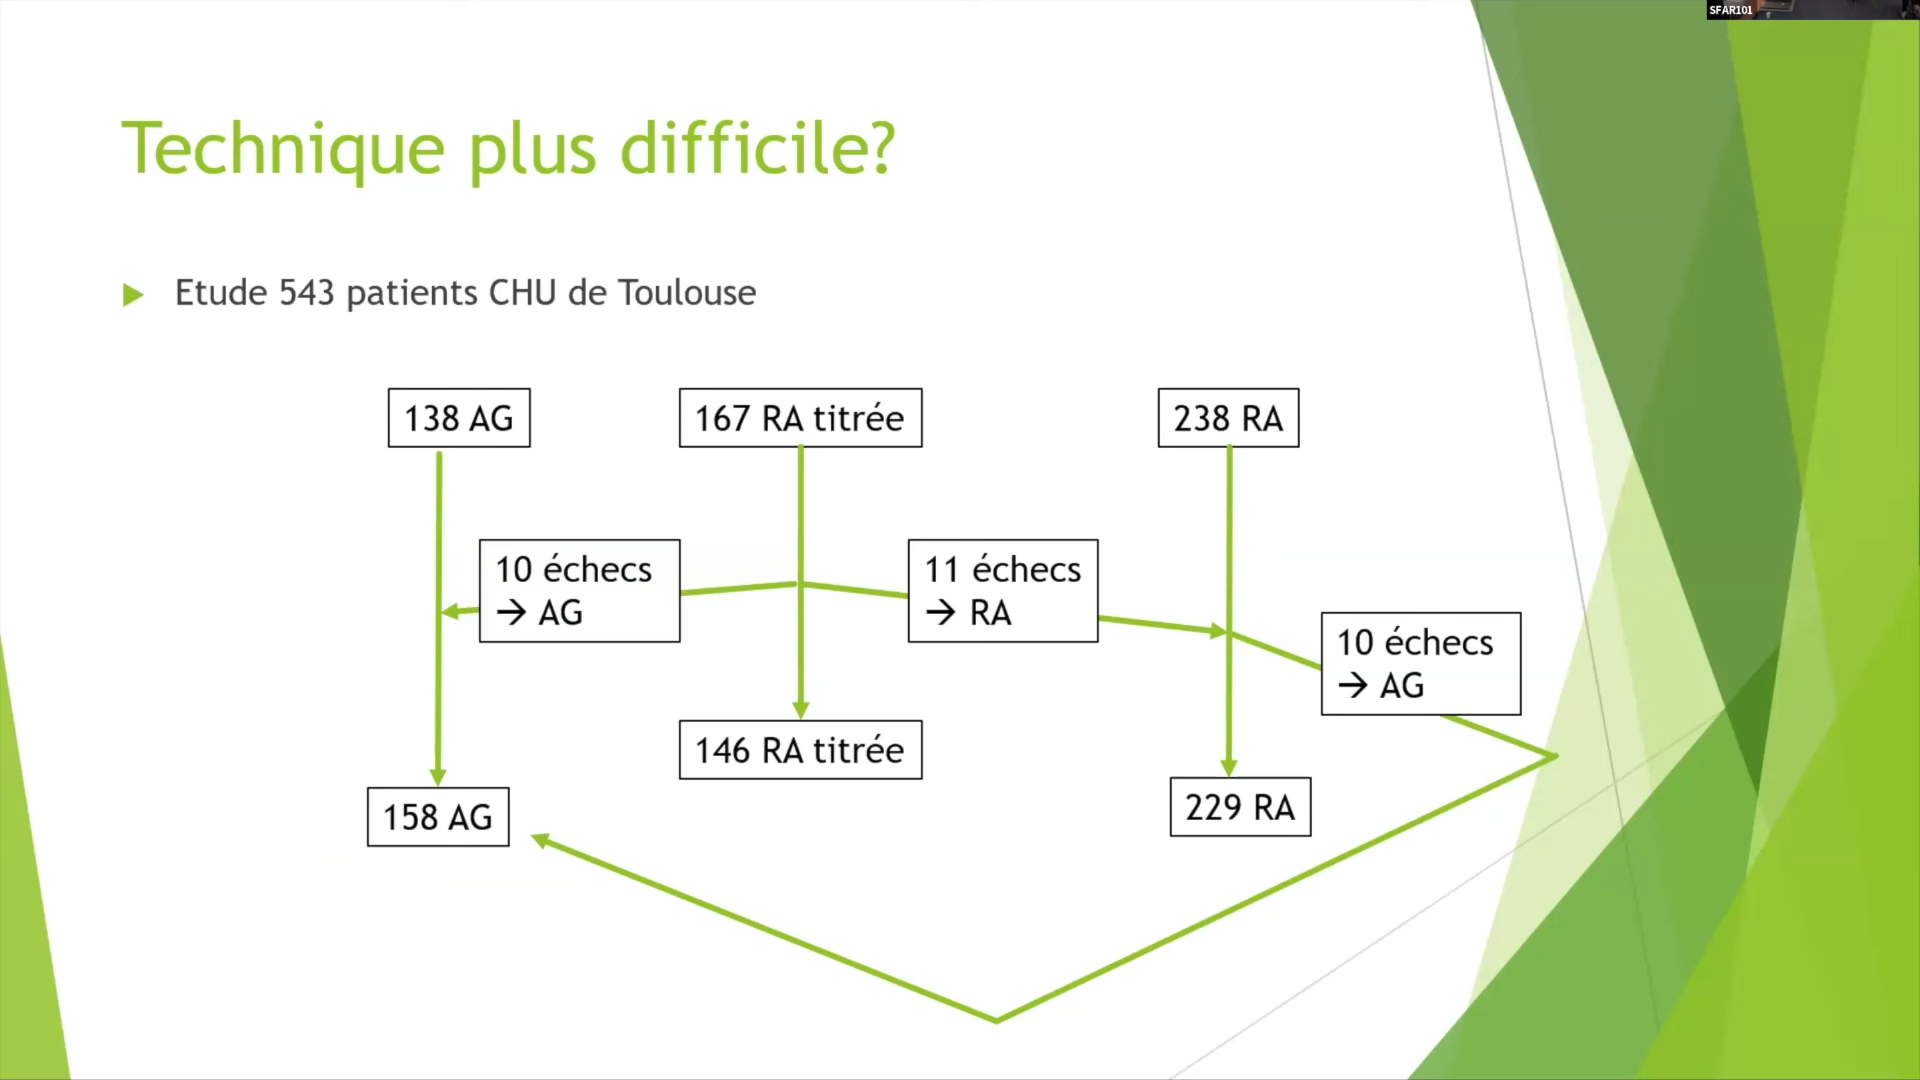 SFAR101
Technique plus difficile?
Etude 543 patients CHU de Toulouse
138 AG
167 RA titrée
238 RA
10 échecs
→ AG
11 échecs
→ RA
10 échecs
→ AG
146 RA titrée
158 AG
229 RA